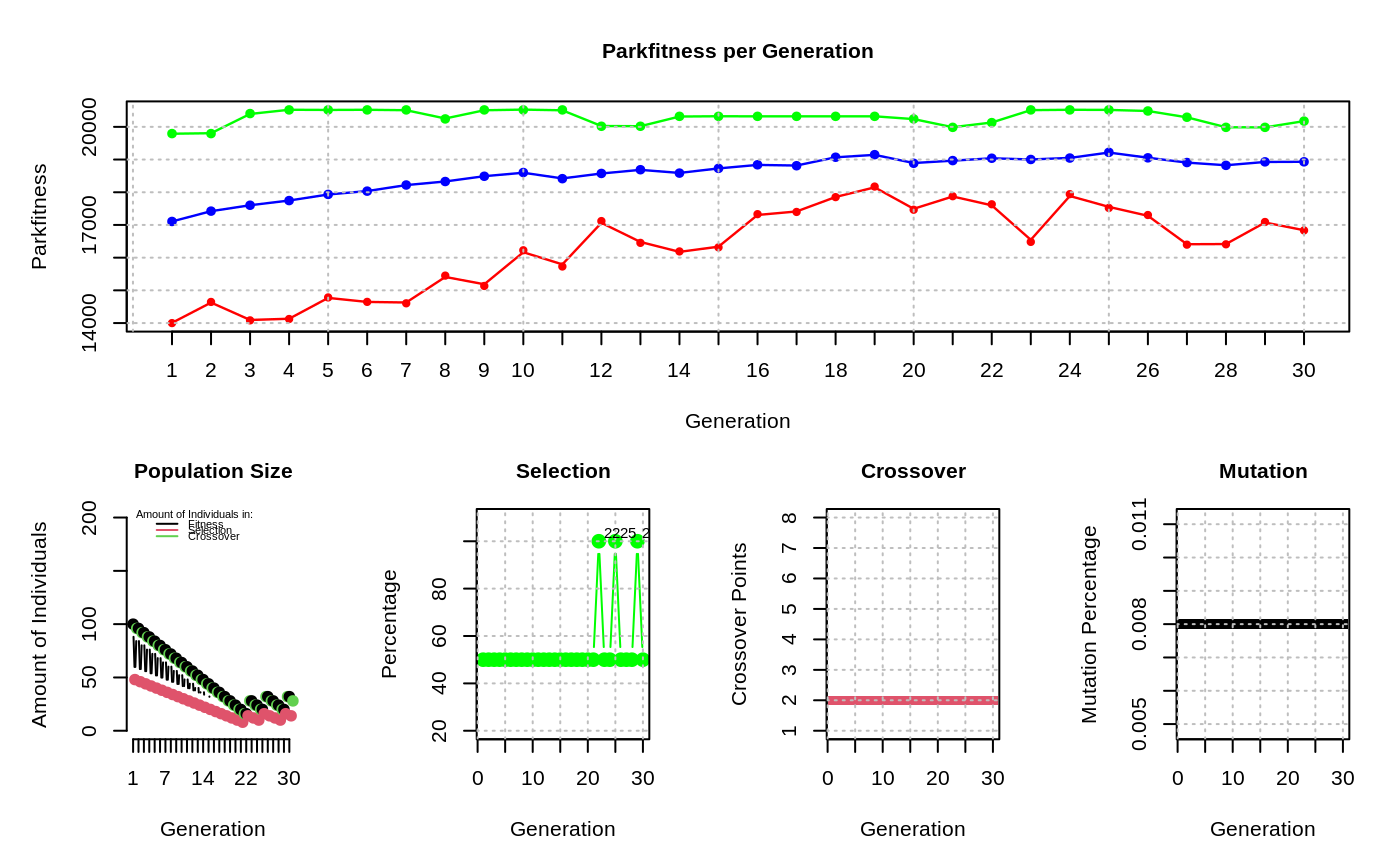 Parkfitness per Generation
Parkfitness
14000 17000 20000
1 2 3 4 5 6 7 8 9 10 12 14 16 18 20 22 24 26 28 30
Generation
Population Size
Amount of Individuals
0 50 100 200
Amount of Individuals in:
Fitness
Selection
Crossover
1 7 14 22 30
Generation
Selection
Percentage
20 40 60 80
2225 2
0 10 20 30
Generation
Crossover
Crossover Points
1 2 3 4 5 6 7 8
0 10 20 30
Generation
Mutation
Mutation Percentage
0.005 0.008 0.011
0 10 20 30
Generation